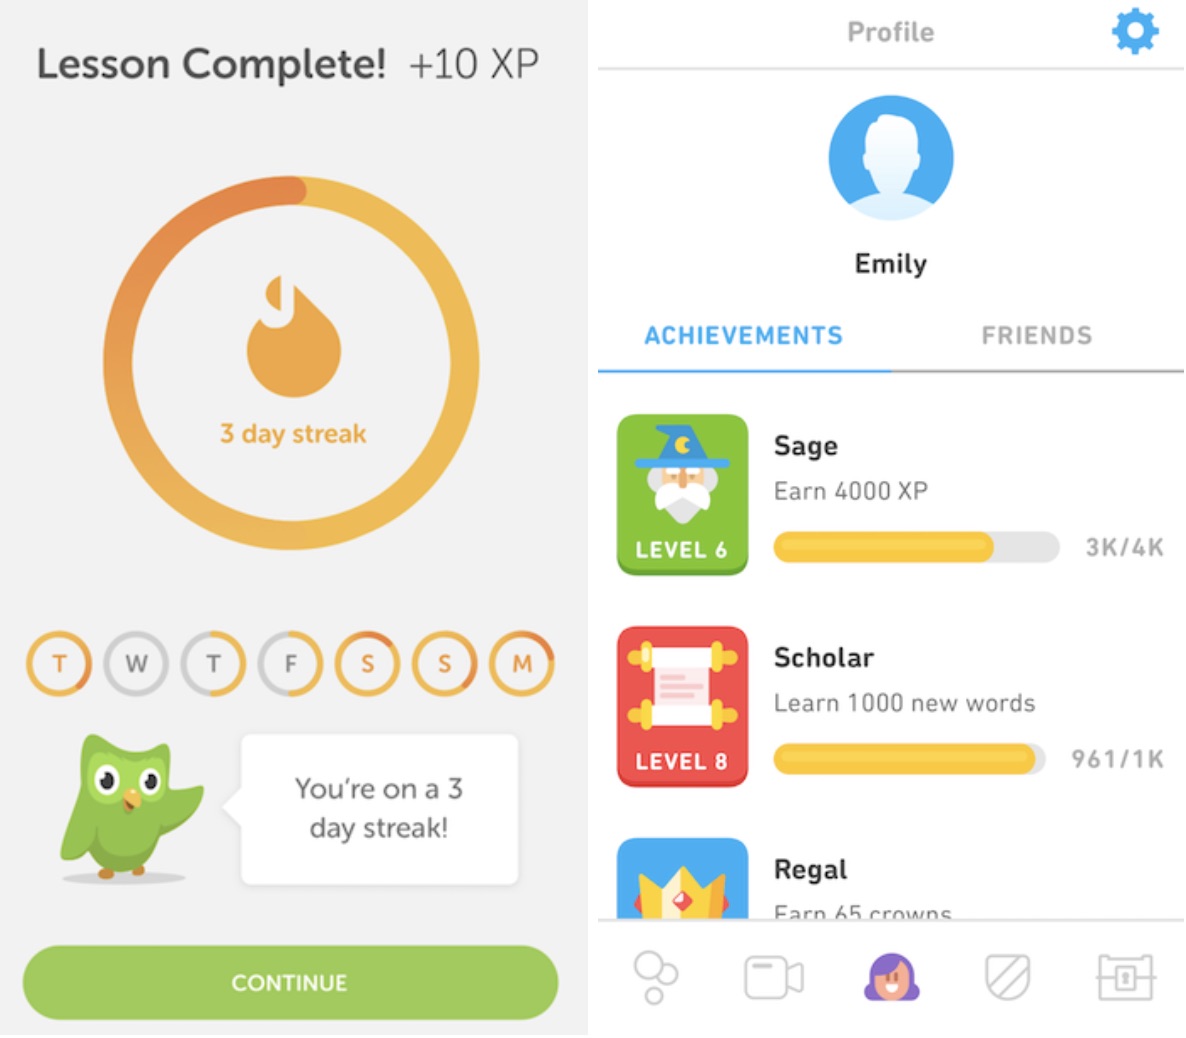 Lesson Complete! +10 XP
3 day streak
T W T F S S M
You're on a 3
day streak!
CONTINUE
Profile
Emily
ACHIEVEMENTS FRIENDS
LEVEL 6
Sage
Earn 4000 XP
3K/4K
LEVEL 8
Scholar
Learn 1000 new words
961/1K
Regal
Earn 65 crowns